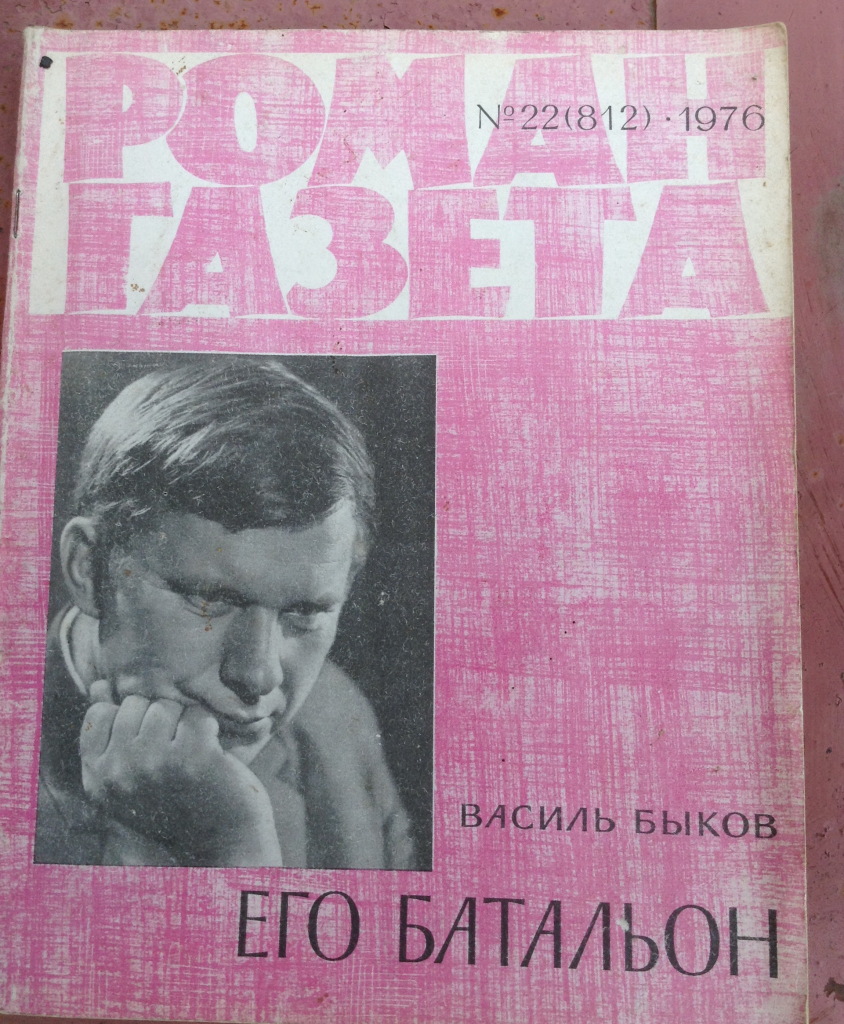 РОМАН
№22(812)·1976
ГАЗЕТА
ВАСИЛЬ БЫКОВ
ЕГО БАТАЛЬОН